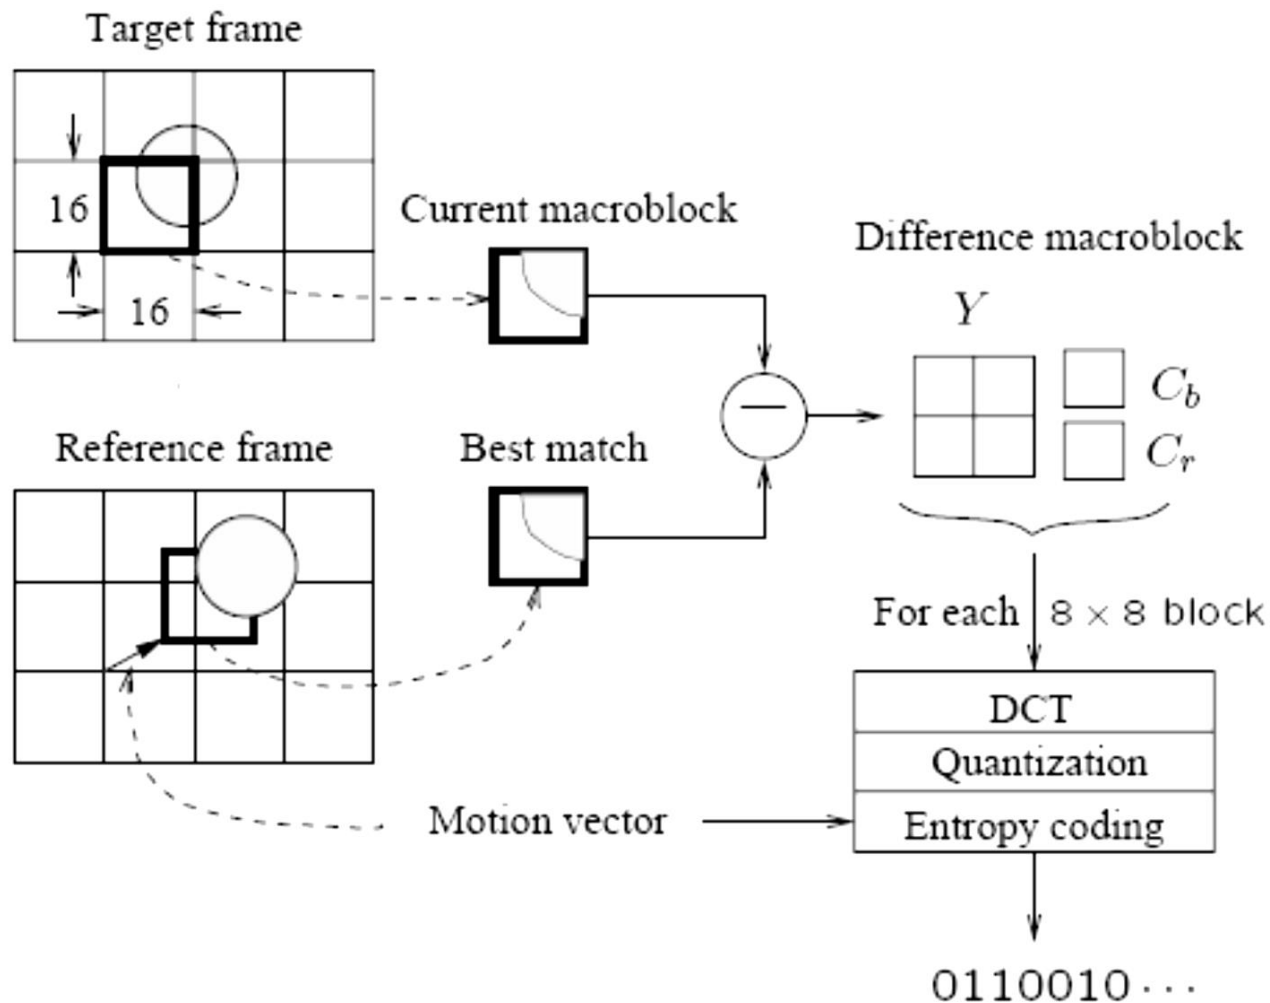 Target frame
16
16
Current macroblock
Difference macroblock
Y
C_b
C_r
Reference frame
Best match
—
For each 8 × 8 block
DCT
Quantization
Motion vector
Entropy coding
0110010 · · ·